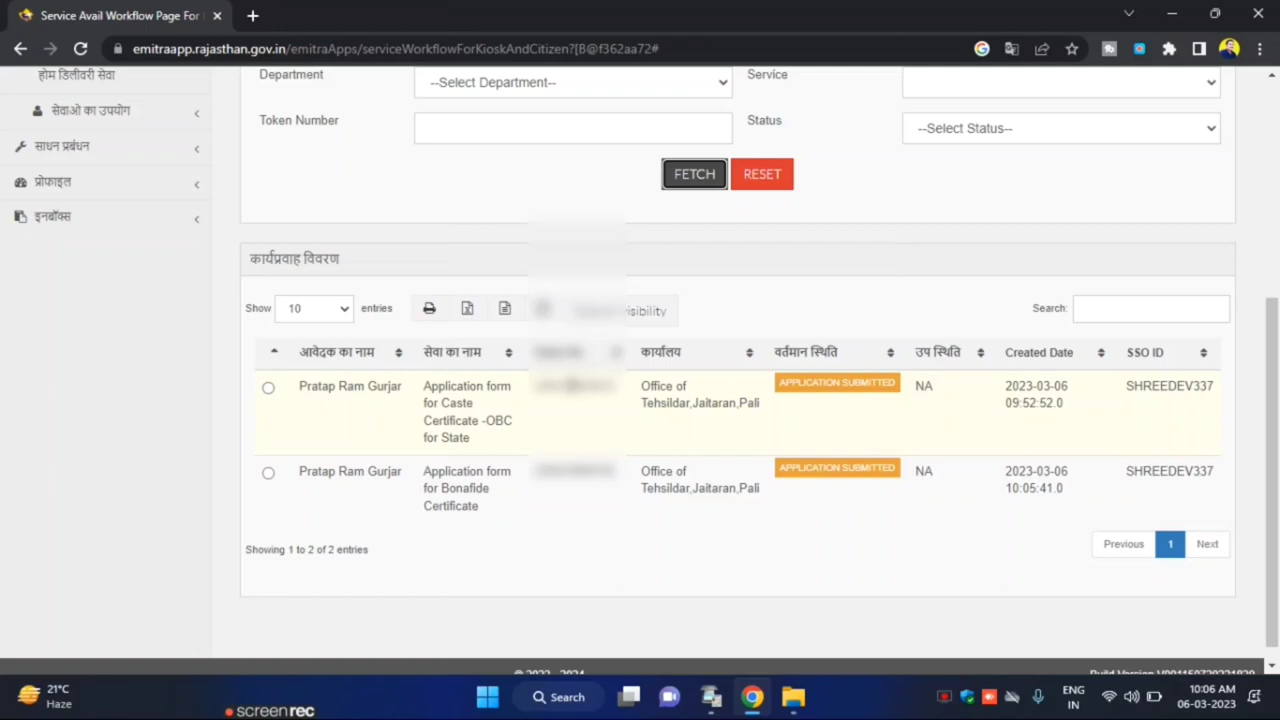 Service Avail Workflow Page For
emitraapp.rajasthan.gov.in/emitraApps/serviceWorkflowForKioskAndCitizen?[B@f362aa72#
होम डिलीवरी सेवा
सेवाओ का उपयोग
साधन प्रबंधन
प्रोफाइल
इनबॉक्स
Department --Select Department-- Service
Token Number Status --Select Status--
FETCH RESET
कार्यप्रवाह विवरण
Show 10 entries isibility Search:
आवेदक का नाम सेवा का नाम कार्यालय वर्तमान स्थिति उप स्थिति Created Date SSO ID
Pratap Ram Gurjar Application form Office of APPLICATION SUBMITTED NA 2023-03-06 SHREEDEV337
for Caste Tehsildar,Jaitaran,Pali 09:52:52.0
Certificate -OBC
for State
Pratap Ram Gurjar Application form Office of APPLICATION SUBMITTED NA 2023-03-06 SHREEDEV337
for Bonafide Tehsildar,Jaitaran,Pali 10:05:41.0
Certificate
Showing 1 to 2 of 2 entries Previous 1 Next
21°C
Haze
Search
ENG
IN
10:06 AM
06-03-2023
screenrec